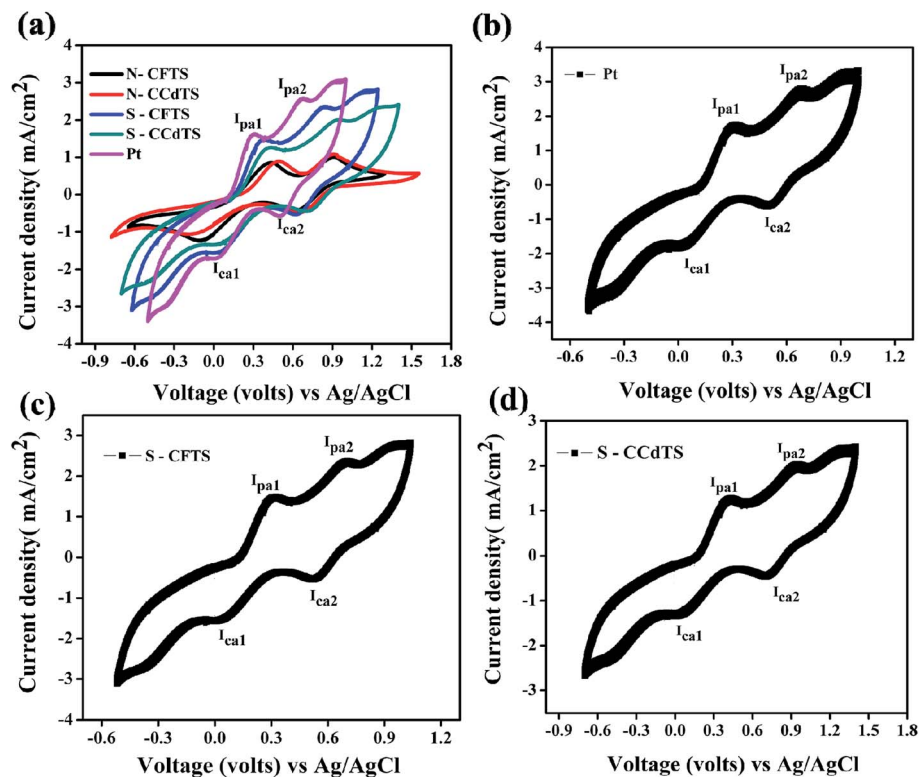 (a)
Current density( mA/cm²)
4
3
2
1
0
-1
-2
-3
-4
N- CFTS
N- CCdTS
S - CFTS
S - CCdTS
Pt
Ipa1
Ipa2
Ica1
Ica2
-0.9 -0.6 -0.3 0.0 0.3 0.6 0.9 1.2 1.5 1.8
Voltage (volts) vs Ag/AgCl
(b)
Current density( mA/cm²)
4
3
2
1
0
-1
-2
-3
-4
Pt
Ipa1
Ipa2
Ica1
Ica2
-0.6 -0.3 0.0 0.3 0.6 0.9 1.2
Voltage (volts) vs Ag/AgCl
(c)
Current density( mA/cm²)
3
2
1
0
-1
-2
-3
-4
S - CFTS
Ipa1
Ipa2
Ica1
Ica2
-0.6 -0.3 0.0 0.3 0.6 0.9 1.2
Voltage (volts) vs Ag/AgCl
(d)
Current density( mA/cm²)
3
2
1
0
-1
-2
-3
S - CCdTS
Ipa1
Ipa2
Ica1
Ica2
-0.6 -0.3 0.0 0.3 0.6 0.9 1.2 1.5 1.8
Voltage (volts) vs Ag/AgCl